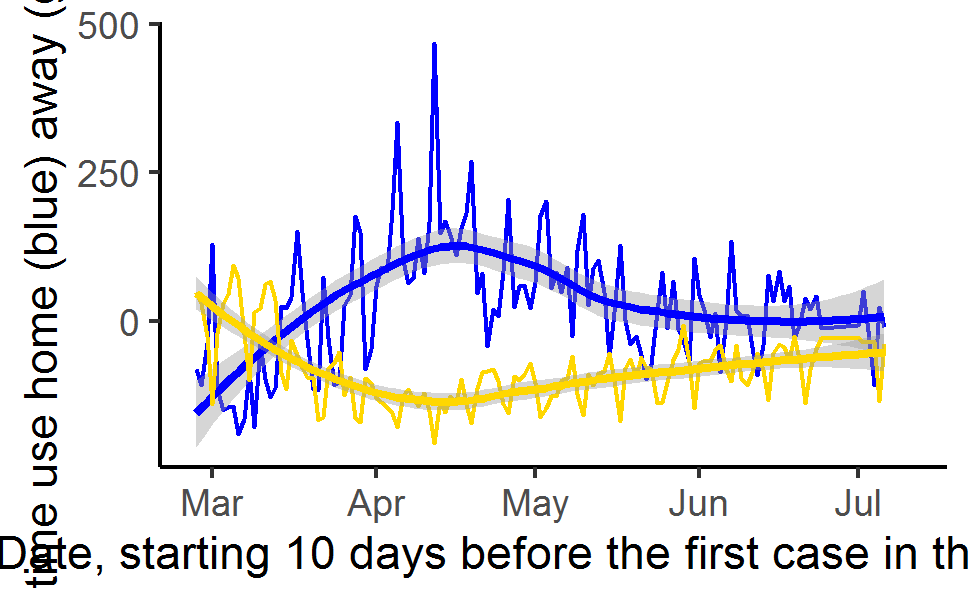 500
250
0
time use home (blue) away (
Mar Apr May Jun Jul
Date, starting 10 days before the first case in th